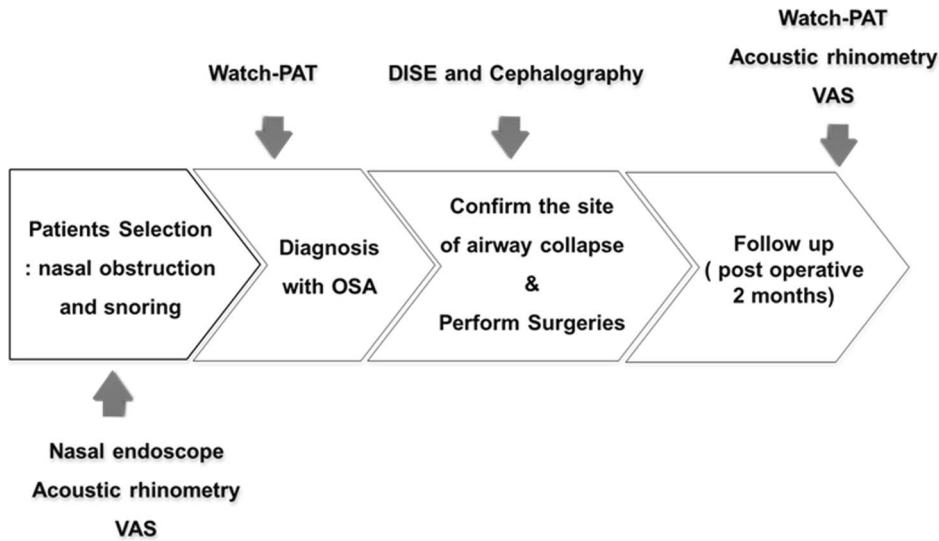 Watch-PAT
DISE and Cephalography
Watch-PAT
Acoustic rhinometry
VAS
Patients Selection
: nasal obstruction
and snoring
Diagnosis
with OSA
Confirm the site
of airway collapse
&
Perform Surgeries
Follow up
( post operative
2 months)
Nasal endoscope
Acoustic rhinometry
VAS